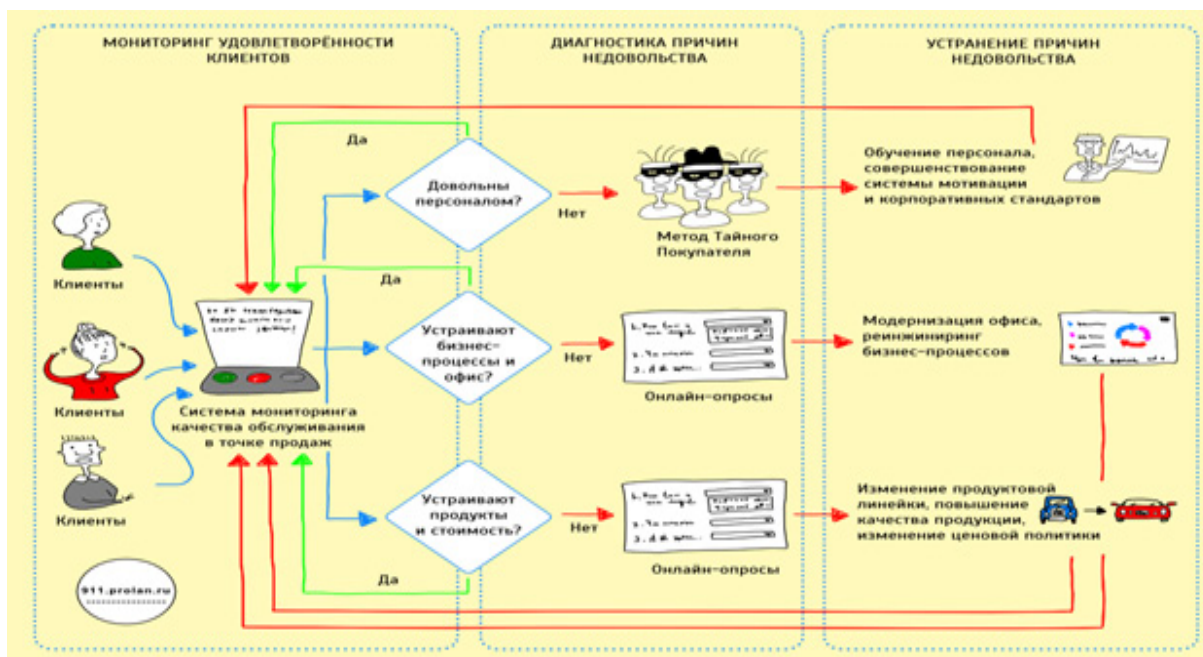 МОНИТОРИНГ УДОВЛЕТВОРЁННОСТИ
КЛИЕНТОВ
ДИАГНОСТИКА ПРИЧИН
НЕДОВОЛЬСТВА
УСТРАНЕНИЕ ПРИЧИН
НЕДОВОЛЬСТВА
Да
Довольны
персоналом?
Нет
Метод Тайного
Покупателя
Обучение персонала,
совершенствование
системы мотивации
и корпоративных стандартов
Клиенты
Да
Устраивают
бизнес-
процессы и
офис?
Нет
Онлайн-опросы
Модернизация офиса,
реинжиниринг
бизнес-процессов
Клиенты
Система мониторинга
качества обслуживания
в точке продаж
Клиенты
Устраивают
продукты
и стоимость?
Нет
Да
Онлайн-опросы
Изменение продуктовой
линейки, повышение
качества продукции,
изменение ценовой политики
911.prolan.ru